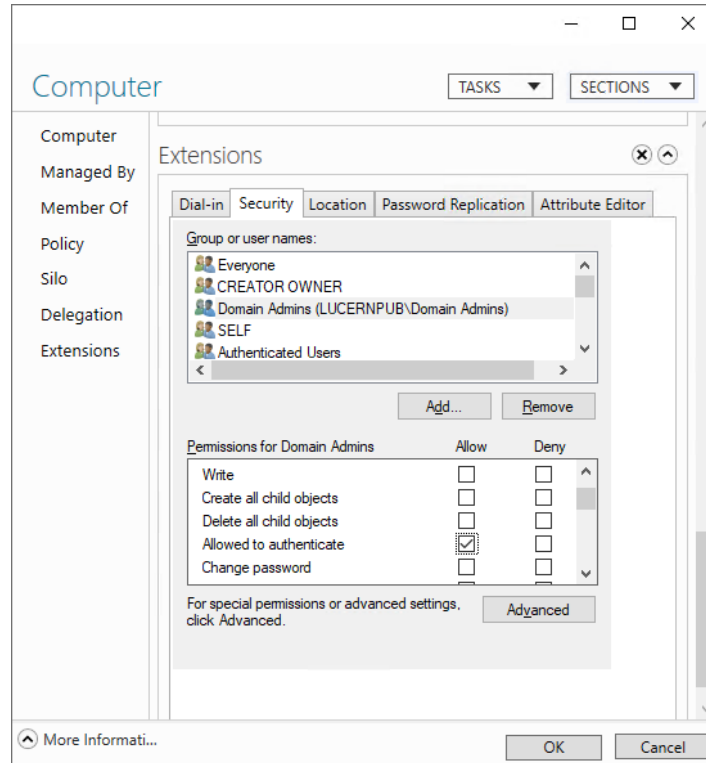 Computer
TASKS
SECTIONS
Computer
Managed By
Member Of
Policy
Silo
Delegation
Extensions
Extensions
Dial-in Security Location Password Replication Attribute Editor
Group or user names:
Everyone
CREATOR OWNER
Domain Admins (LUCERNPUB\Domain Admins)
SELF
Authenticated Users
Add... Remove
Permissions for Domain Admins Allow Deny
Write
Create all child objects
Delete all child objects
Allowed to authenticate
Change password
For special permissions or advanced settings,
click Advanced.
Advanced
More Informati...
OK Cancel